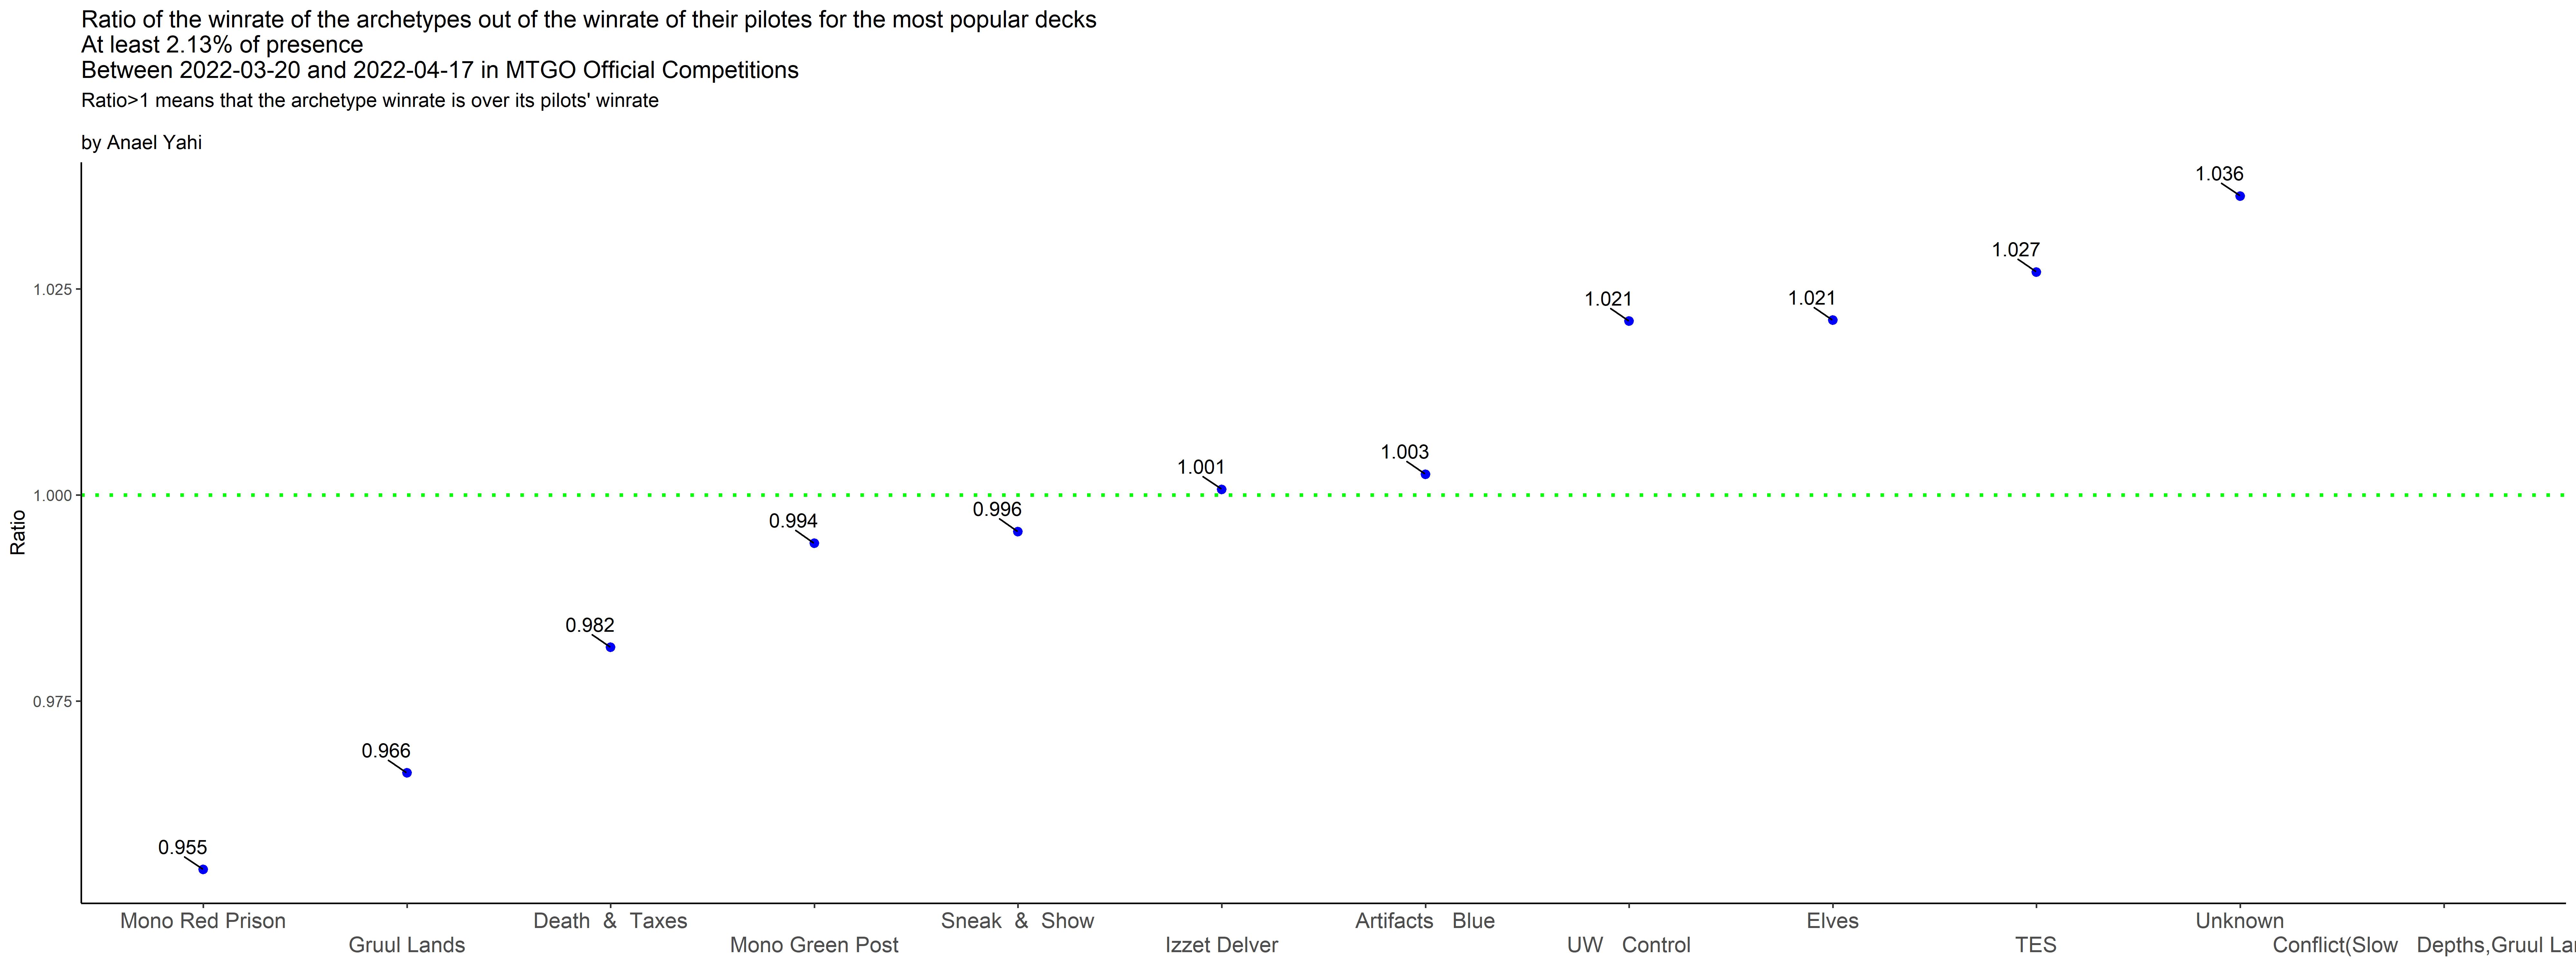 Ratio of the winrate of the archetypes out of the winrate of their pilotes for the most popular decks
At least 2.13% of presence
Between 2022-03-20 and 2022-04-17 in MTGO Official Competitions
Ratio>1 means that the archetype winrate is over its pilots' winrate
by Anael Yahi
1.036
1.027
1.025
1.021
1.021
1.003
1.001
1.000
0.996
0.994
Ratio
0.982
0.975
0.966
0.955
Mono Red Prison
Death & Taxes
Sneak & Show
Artifacts Blue
Elves
Unknown
Gruul Lands
Mono Green Post
Izzet Delver
UW Control
TES
Conflict(Slow Depths,Gruul